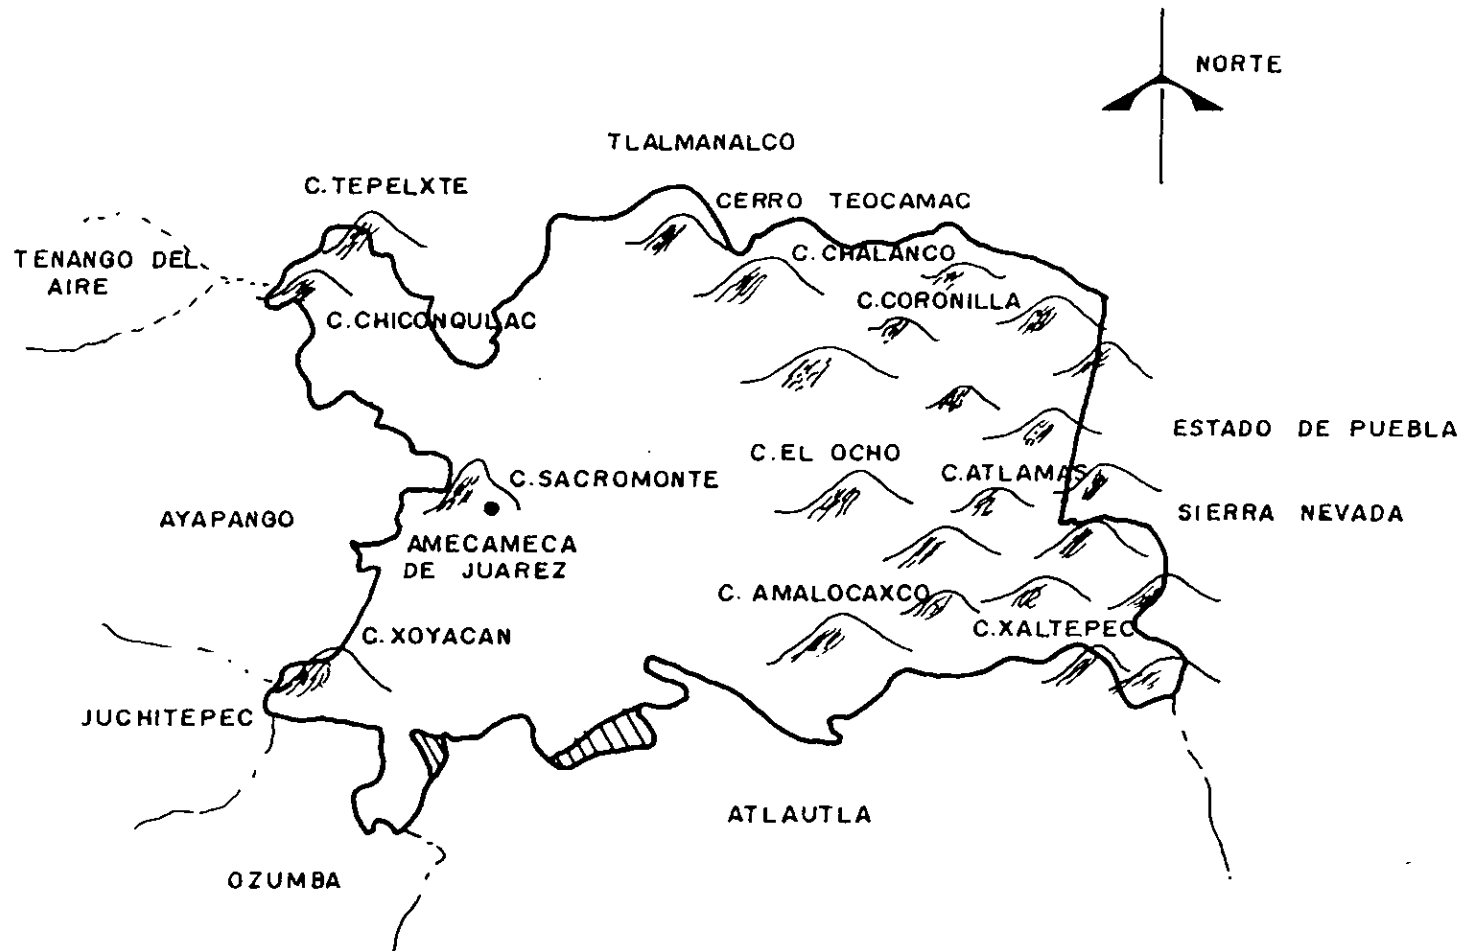 NORTE
TLALMANALCO
C. TEPELXTE
CERRO TEOCAMAC
TENANGO DEL
AIRE
C. CHALANCO
C. CORONILLA
C. CHICONQULAC
ESTADO DE PUEBLA
C. EL OCHO
C. ATLAMAS
C. SACROMONTE
SIERRA NEVADA
AYAPANGO
AMECAMECA
DE JUAREZ
C. AMALOCAXCO
C. XALTEPEC
C. XOYACAN
JUCHITEPEC
ATLAUTLA
OZUMBA